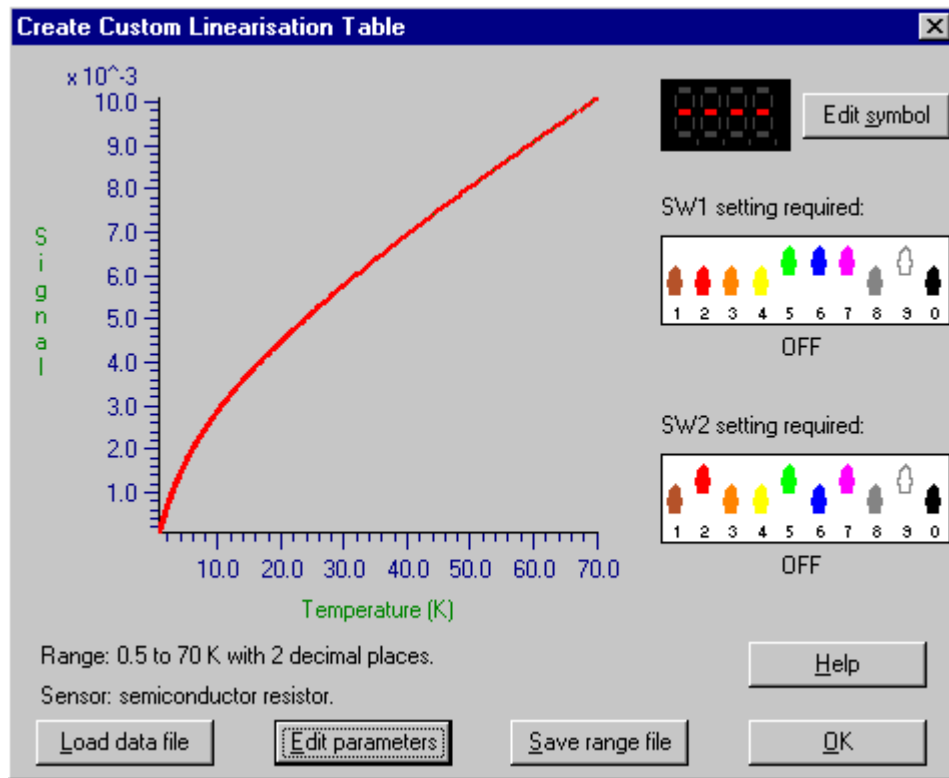 Create Custom Linearisation Table
x 10^-3
10.0
9.0
8.0
7.0
6.0
5.0
4.0
3.0
2.0
1.0
Signal
10.0 20.0 30.0 40.0 50.0 60.0 70.0
Temperature (K)
----
Edit symbol
SW1 setting required:
1 2 3 4 5 6 7 8 9 0
OFF
SW2 setting required:
1 2 3 4 5 6 7 8 9 0
OFF
Range: 0.5 to 70 K with 2 decimal places.
Sensor: semiconductor resistor.
Help
Load data file
Edit parameters
Save range file
OK